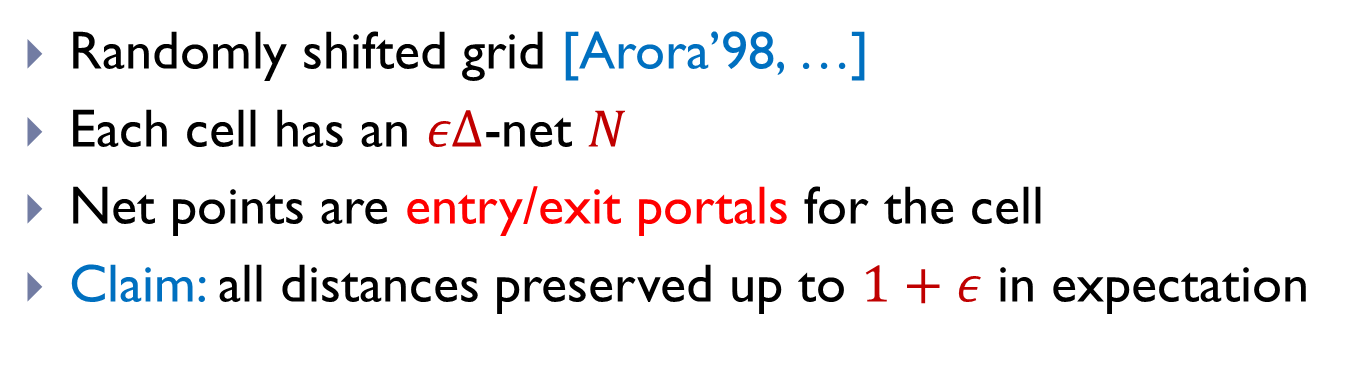 Randomly shifted grid [Arora’98, …]
Each cell has an ϵΔ-net N
Net points are entry/exit portals for the cell
Claim: all distances preserved up to 1 + ϵ in expectation